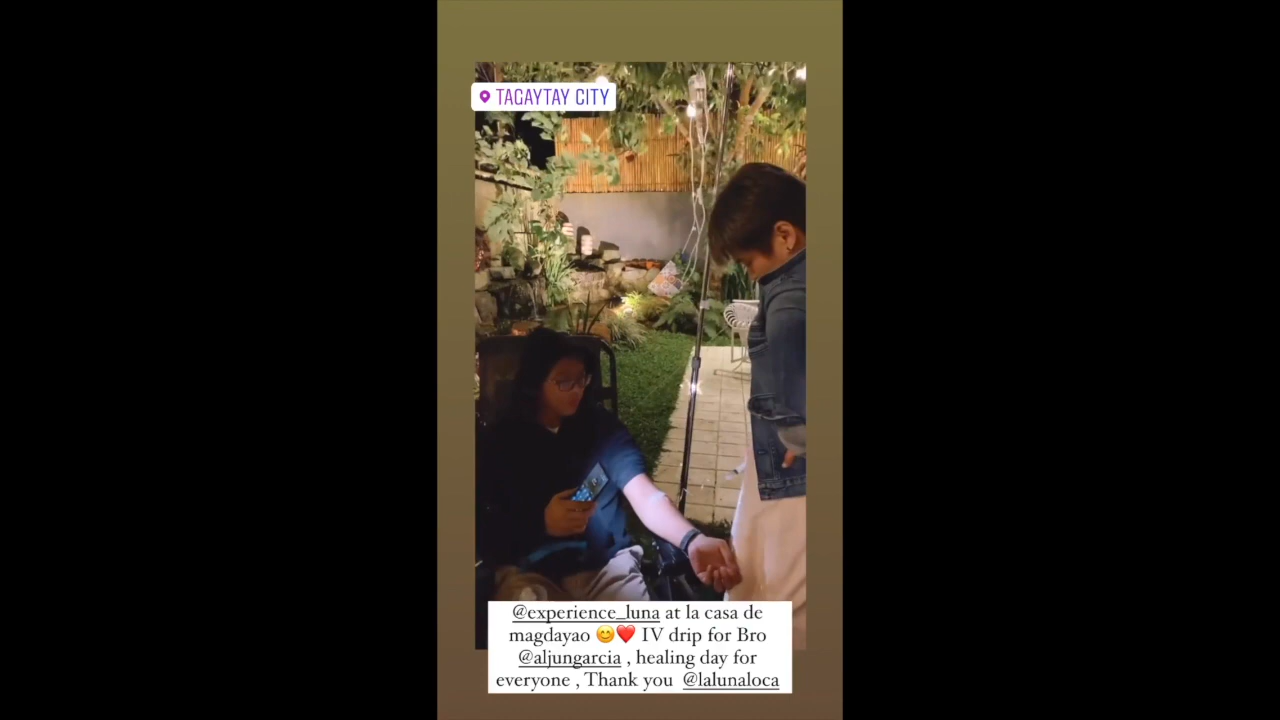 TAGAYTAY CITY
@experience_luna at la casa de
magdayao 😊❤️ IV drip for Bro
@aljungarcia , healing day for
everyone , Thank you @lalunaloca